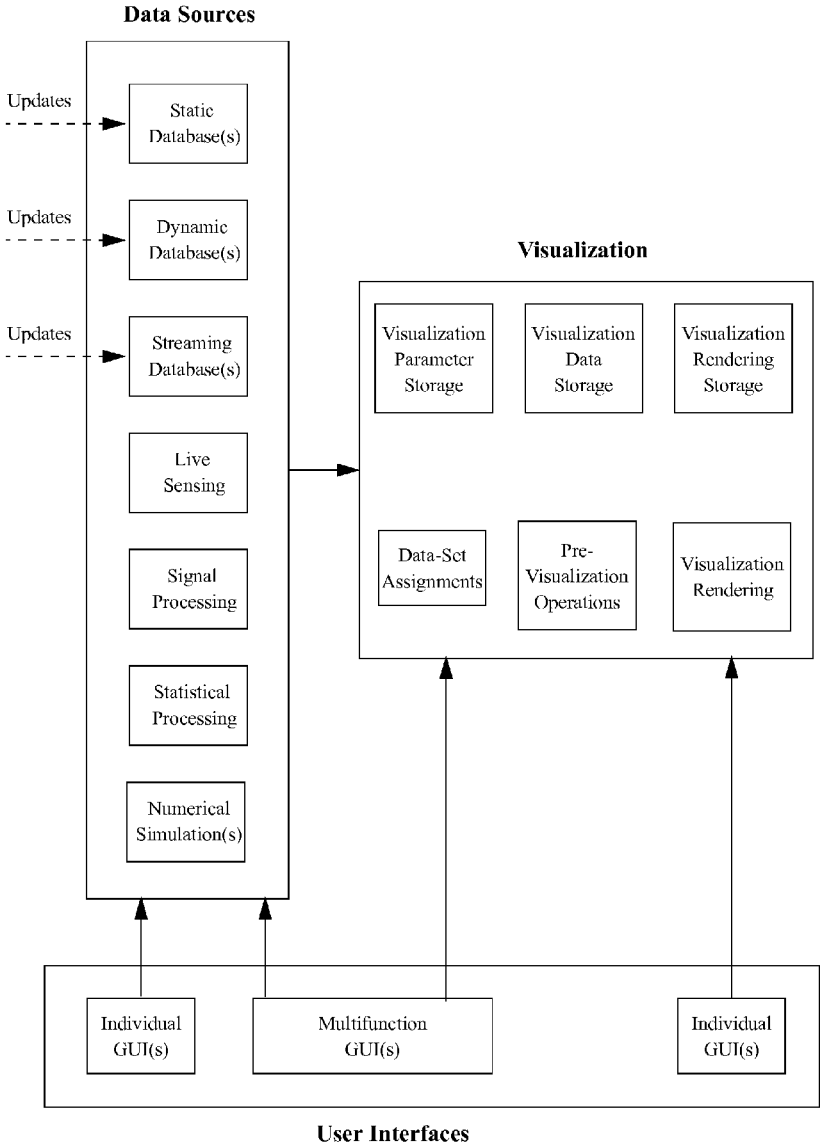 Data Sources
Updates
Static
Database(s)
Updates
Dynamic
Database(s)
Updates
Streaming
Database(s)
Live
Sensing
Signal
Processing
Statistical
Processing
Numerical
Simulation(s)
Visualization
Visualization
Parameter
Storage
Visualization
Data
Storage
Visualization
Rendering
Storage
Data-Set
Assignments
Pre-
Visualization
Operations
Visualization
Rendering
Individual
GUI(s)
Multifunction
GUI(s)
Individual
GUI(s)
User Interfaces